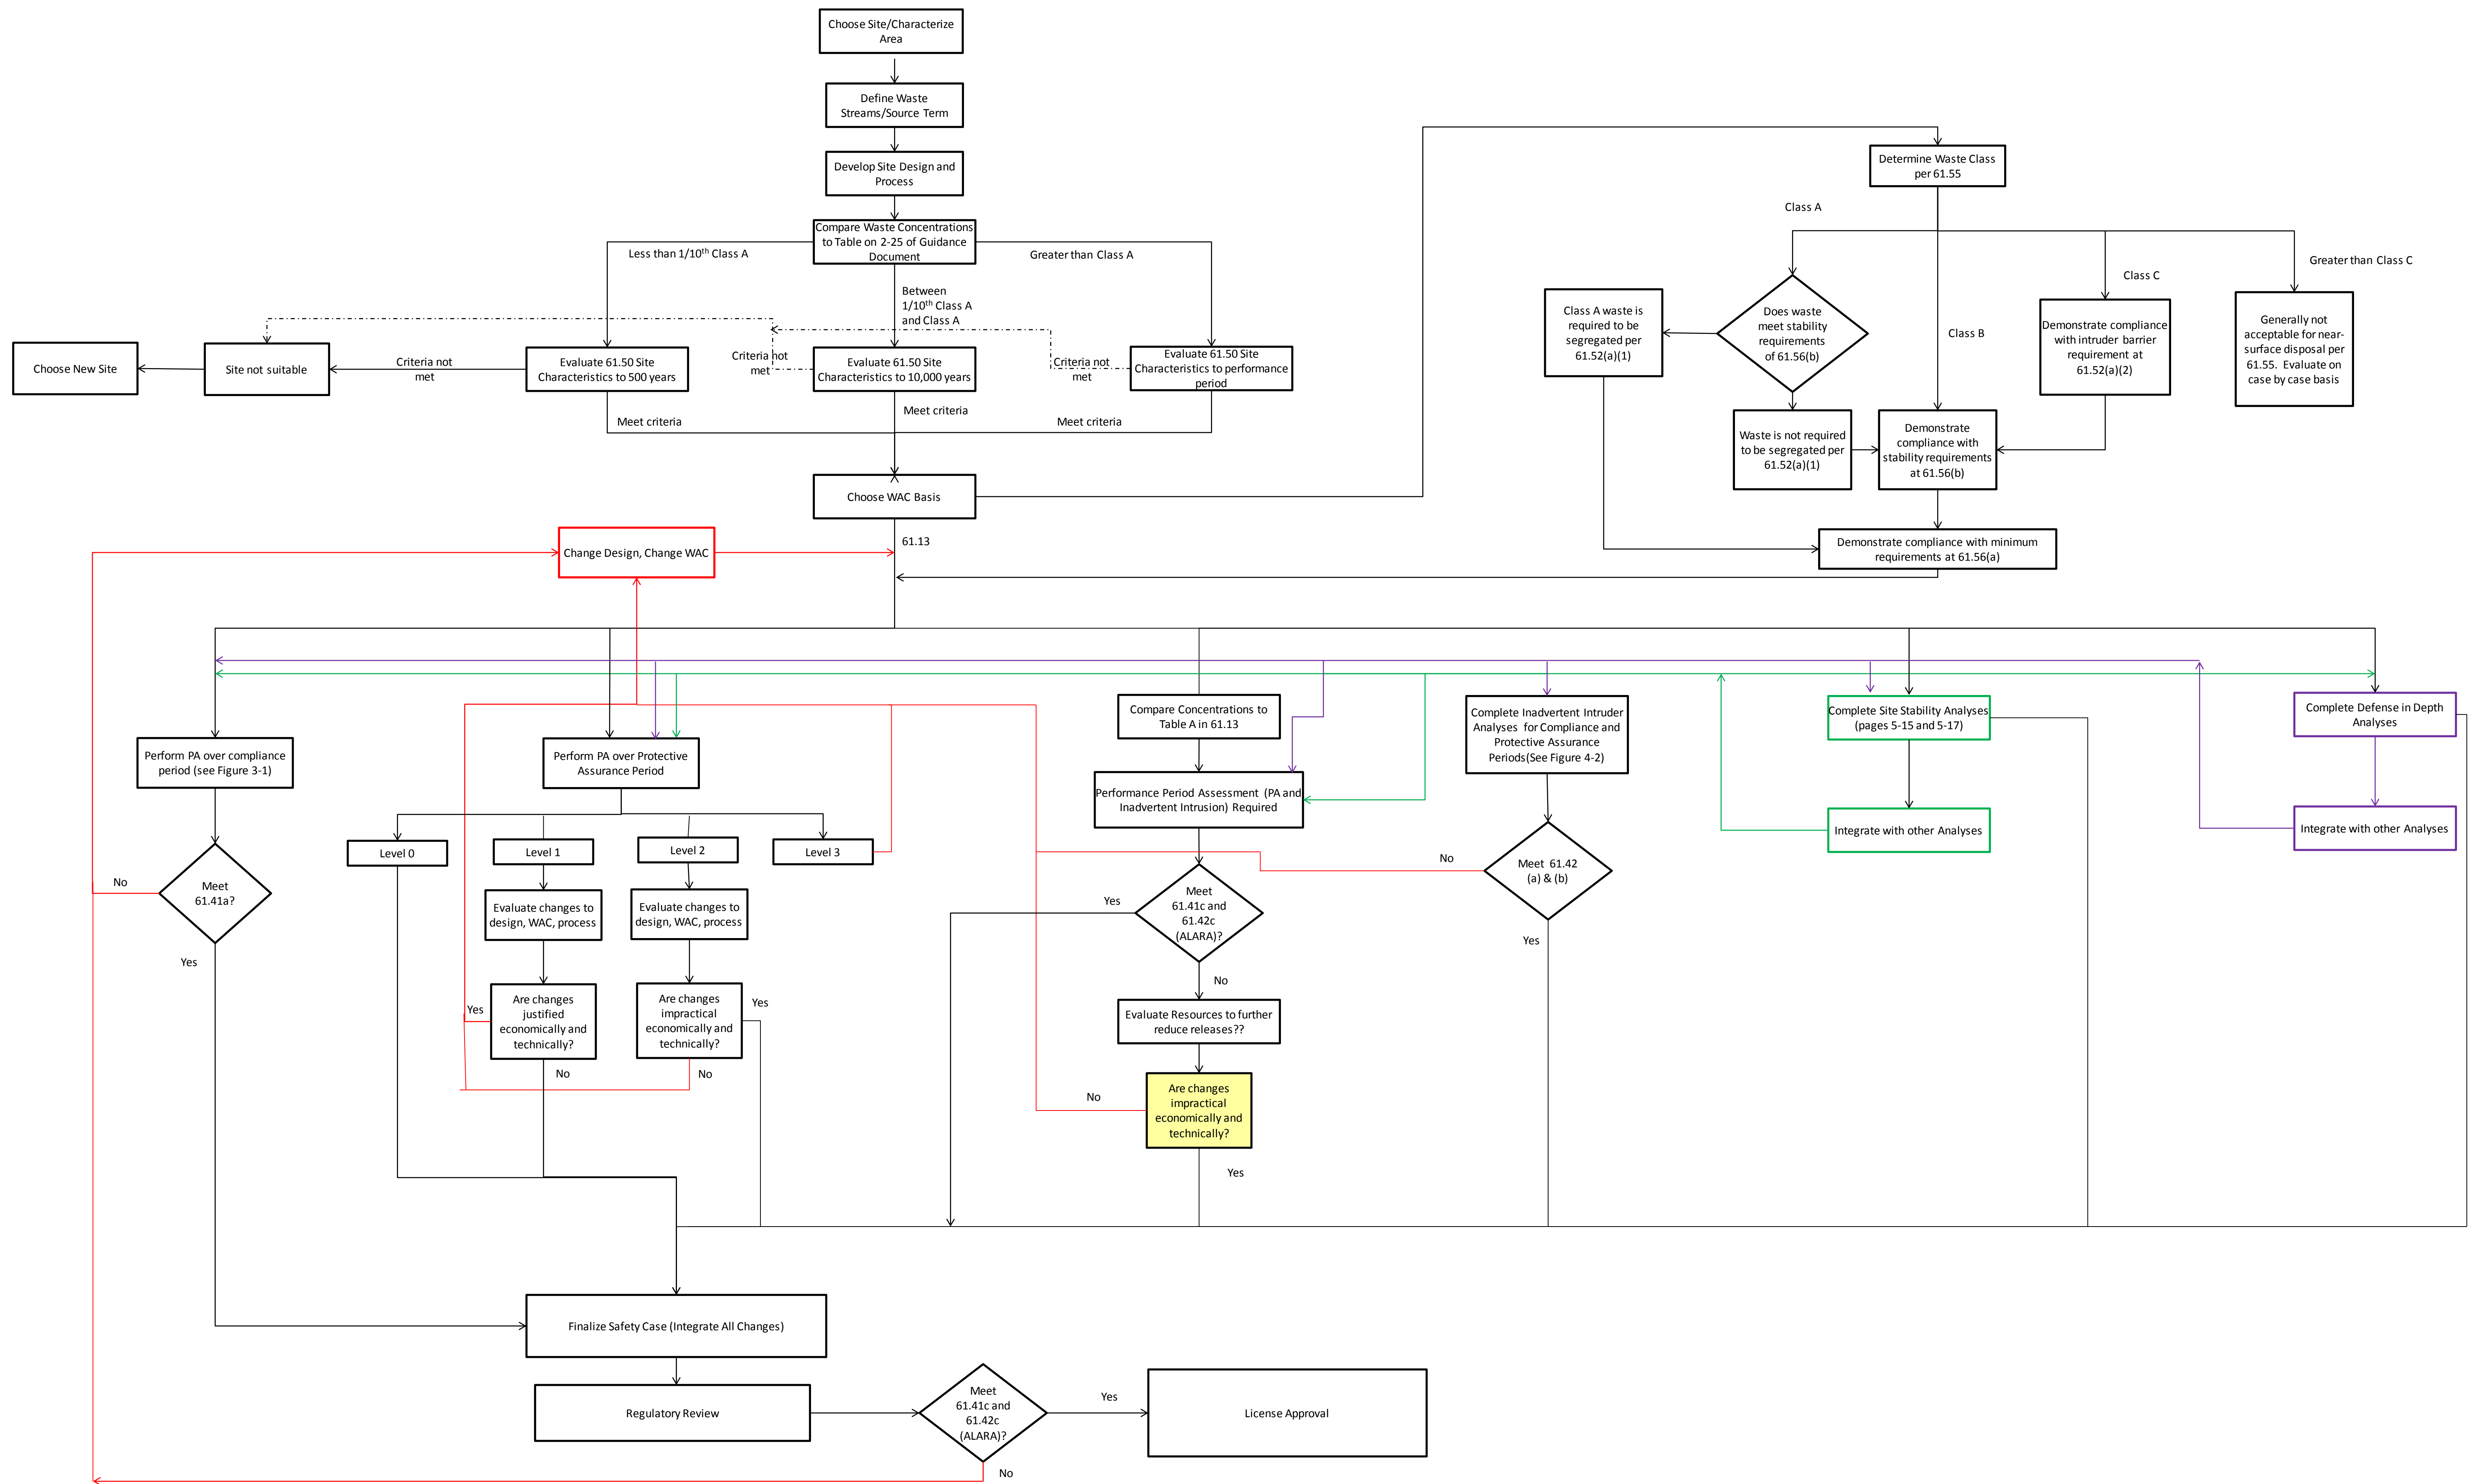 Choose Site/Characterize
Area
Define Waste
Streams/Source Term
Develop Site Design and
Process
Compare Waste Concentrations
to Table on 2-25 of Guidance
Document
Less than 1/10th Class A
Greater than Class A
Between
1/10th Class A
and Class A
Choose New Site
Site not suitable
Criteria not
met
Evaluate 61.50 Site
Characteristics to 500 years
Criteria not
met
Evaluate 61.50 Site
Characteristics to 10,000 years
Criteria not
met
Evaluate 61.50 Site
Characteristics to performance
period
Meet criteria
Meet criteria
Meet criteria
Choose WAC Basis
61.13
Change Design, Change WAC
Determine Waste Class
per 61.55
Class A
Class B
Class C
Greater than Class C
Class A waste is
required to be
segregated per
61.52(a)(1)
Does waste
meet stability
requirements
of 61.56(b)
Demonstrate compliance
with intruder barrier
requirement at
61.52(a)(2)
Generally not
acceptable for near-
surface disposal per
61.55.  Evaluate on
case by case basis
Waste is not required
to be segregated per
61.52(a)(1)
Demonstrate
compliance with
stability requirements
at 61.56(b)
Demonstrate compliance with minimum
requirements at 61.56(a)
Perform PA over compliance
period (see Figure 3-1)
Perform PA over Protective
Assurance Period
Compare Concentrations to
Table A in 61.13
Complete Inadvertent Intruder
Analyses  for Compliance and
Protective Assurance
Periods(See Figure 4-2)
Complete Site Stability Analyses
(pages 5-15 and 5-17)
Complete Defense in Depth
Analyses
Performance Period Assessment (PA and
Inadvertent Intrusion) Required
Integrate with other Analyses
Integrate with other Analyses
Level 0
Level 1
Level 2
Level 3
No
Meet
61.41a?
Yes
Evaluate changes to
design, WAC, process
Evaluate changes to
design, WAC, process
Yes
Are changes
justified
economically and
technically?
No
Are changes
impractical
economically and
technically?
Yes
No
Yes
Meet
61.41c and
61.42c
(ALARA)?
No
No
Meet  61.42
(a) & (b)
Yes
Evaluate Resources to further
reduce releases??
No
Are changes
impractical
economically and
technically?
Yes
Finalize Safety Case (Integrate All Changes)
Regulatory Review
Meet
61.41c and
61.42c
(ALARA)?
Yes
No
License Approval